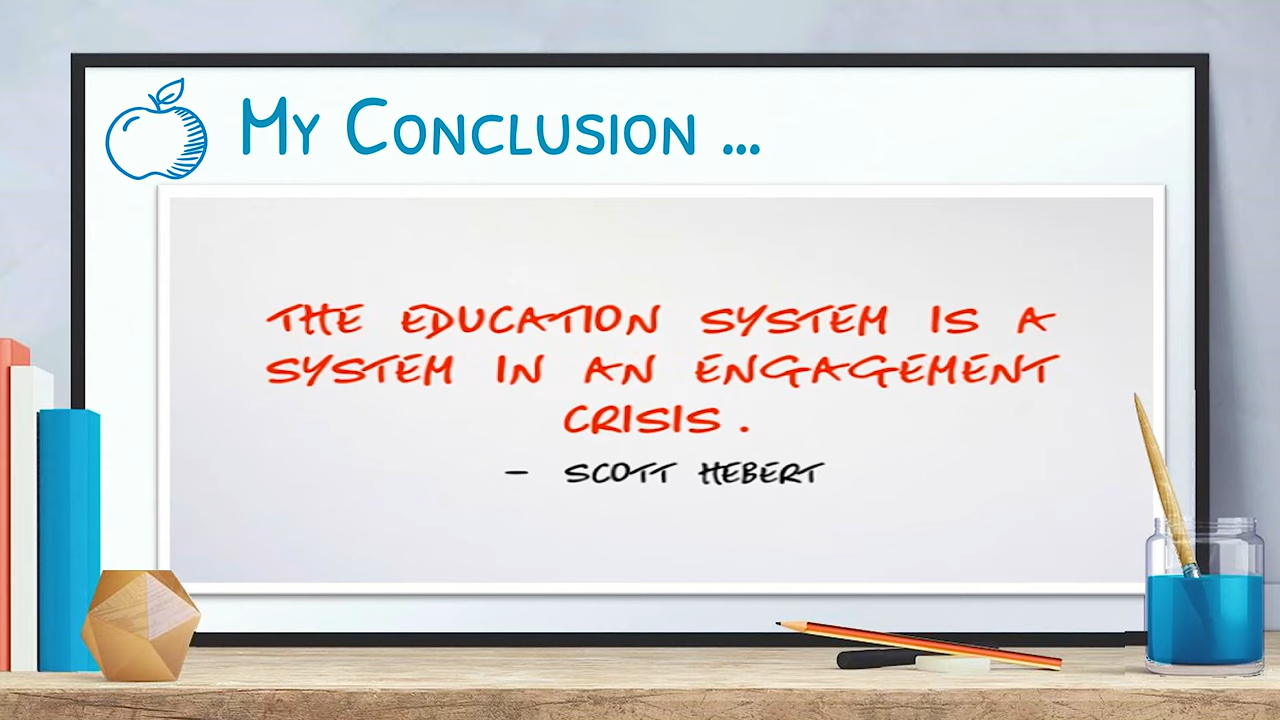 MY CONCLUSION ...
THE EDUCATION SYSTEM IS A
SYSTEM IN AN ENGAGEMENT
CRISIS.
- SCOTT HEBERT